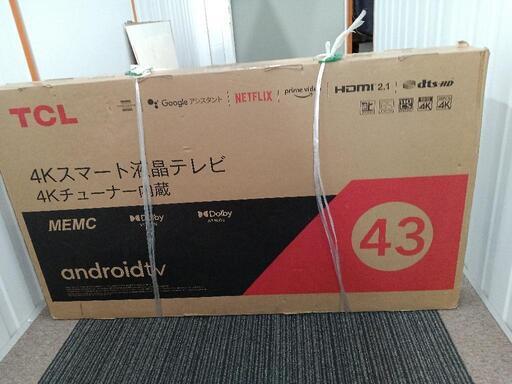 TCL
Google アシスタント
NETFLIX
prime video
HDMI 2.1
dts-HD
4K
4K
4Kスマート液晶テレビ
4Kチューナー内蔵
MEMC
Dolby
Dolby
androidtv
43